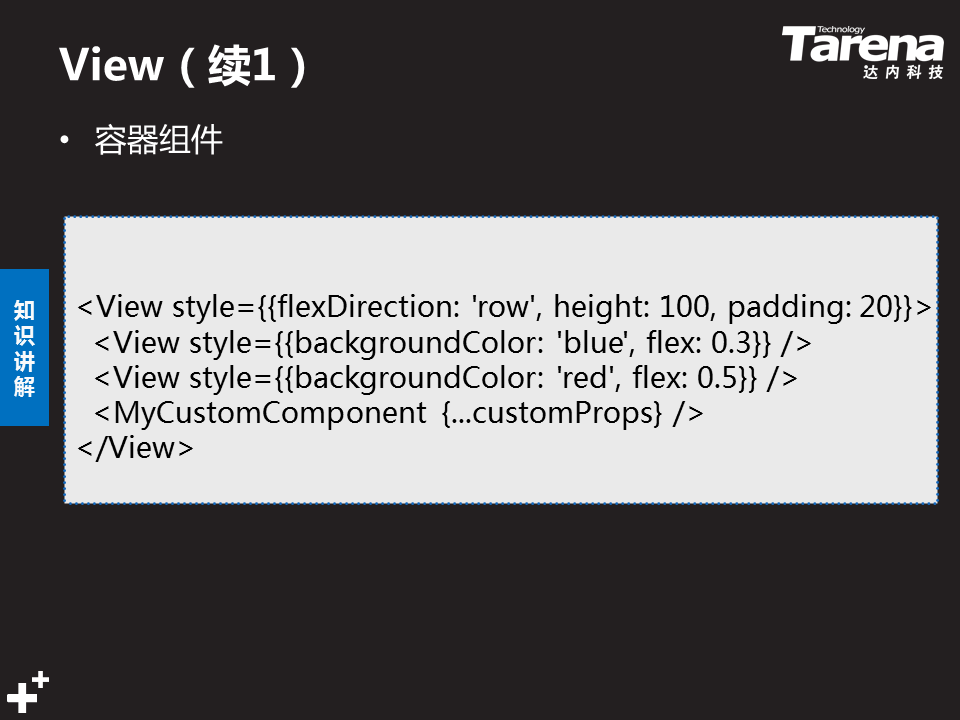 View（续1）
Technology
Tarena
达内科技
• 容器组件
知识讲解
<View style={{flexDirection: 'row', height: 100, padding: 20}}>
<View style={{backgroundColor: 'blue', flex: 0.3}} />
<View style={{backgroundColor: 'red', flex: 0.5}} />
<MyCustomComponent {...customProps} />
</View>